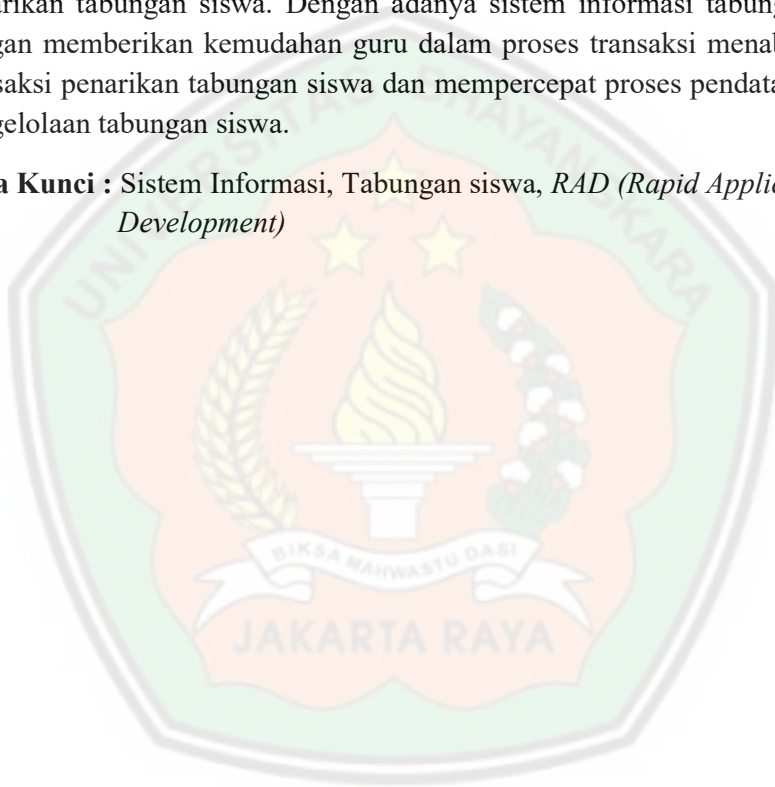 arikan tabungan siswa. Dengan adanya sistem informasi tabung
gan memberikan kemudahan guru dalam proses transaksi menab
saksi penarikan tabungan siswa dan mempercepat proses pendata
gelolaan tabungan siswa.
a Kunci : Sistem Informasi, Tabungan siswa, RAD (Rapid Applic
Development)
UNIVERSITAS BHAYANGKARA
BIKSA MAHWASTU DASI
JAKARTA RAYA